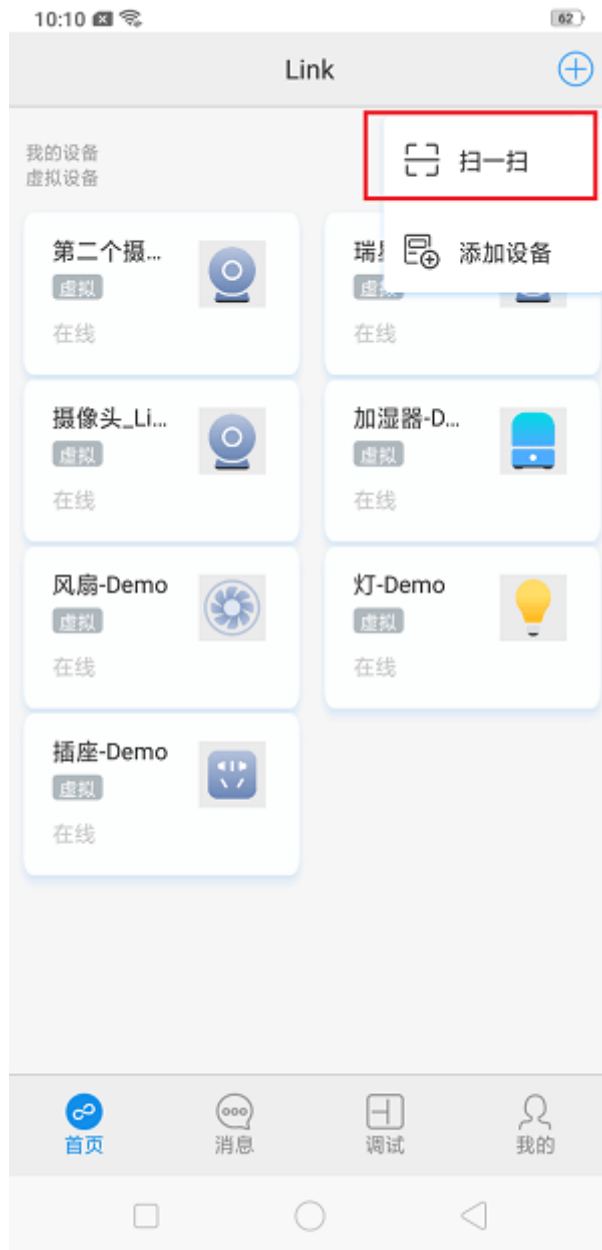 10:10
62
Link
我的设备
虚拟设备
扫一扫
添加设备
第二个摄...
虚拟
在线
瑞
在线
摄像头_Li...
虚拟
在线
加湿器-D...
虚拟
在线
风扇-Demo
虚拟
在线
灯-Demo
虚拟
在线
插座-Demo
虚拟
在线
首页
消息
调试
我的